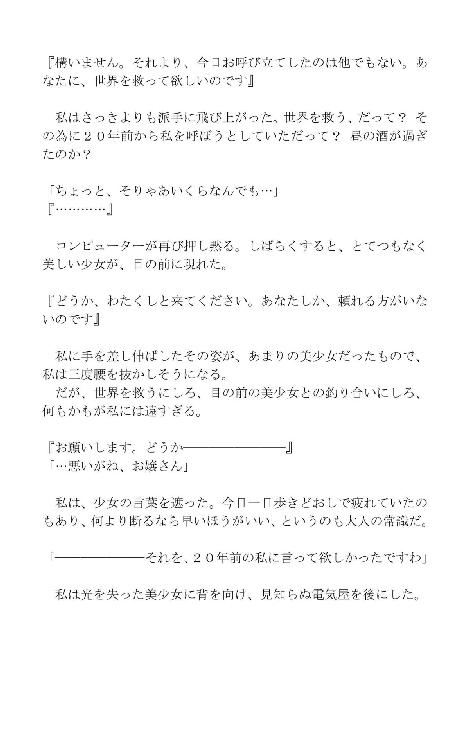 『構いません。それより、今日お呼び立てしたのは他でもない。あ
なたに、世界を救って欲しいのです』
　私はさっきよりも派手に飛び上がった。世界を救う、だって？ そ
の為に２０年前から私を呼ぼうとしていただって？ 昼の酒が過ぎ
たのか？
「ちょっと、そりゃあいくらなんでも…」
『…………』
　コンピューターが再び押し黙る。しばらくすると、とてつもなく
美しい少女が、目の前に現れた。
『どうか、わたくしと来てください。あなたしか、頼れる方がいな
いのです』
　私に手を差し伸ばしたその姿が、あまりの美少女だったもので、
私は三度腰を抜かしそうになる。
　だが、世界を救うにしろ、目の前の美少女との釣り合いにしろ、
何もかもが私には遠すぎる。
『お願いします。どうか――――――――』
「…悪いがね、お嬢さん」
　私は、少女の言葉を遮った。今日一日歩きどおしで疲れていたの
もあり、何より断るなら早いほうがいい、というのも大人の常識だ。
「―――――――それを、２０年前の私に言って欲しかったですわ」
　私は光を失った美少女に背を向け、見知らぬ電気屋を後にした。